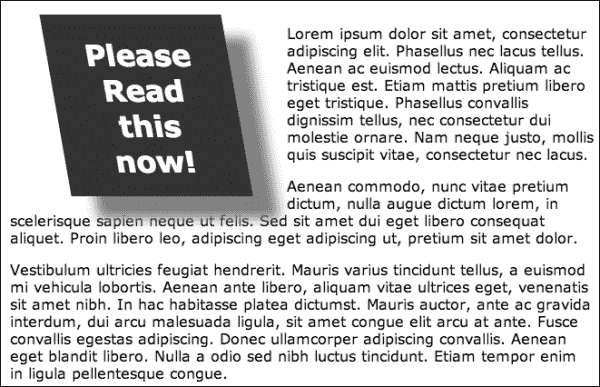 Please
Read
this
now!
Lorem ipsum dolor sit amet, consectetur
adipiscing elit. Phasellus nec lacus tellus.
Aenean ac euismod lectus. Aliquam ac
tristique est. Etiam mattis pretium libero
eget tristique. Phasellus convallis
dignissim tellus, nec consectetur dui
molestie ornare. Nam neque justo, mollis
quis suscipit vitae, consectetur nec lacus.
Aenean commodo, nunc vitae pretium
dictum, nulla augue dictum lorem, in
scelerisque sapien neque ut felis. Sed sit amet dui eget libero consequat
aliquet. Proin libero leo, adipiscing eget adipiscing ut, pretium sit amet dolor.
Vestibulum ultricies feugiat hendrerit. Mauris varius tincidunt tellus, a euismod
mi vehicula lobortis. Aenean ante libero, aliquam vitae ultrices eget, venenatis
sit amet nibh. In hac habitasse platea dictumst. Mauris auctor, ante ac gravida
interdum, dui arcu malesuada ligula, sit amet congue elit arcu at ante. Fusce
convallis egestas adipiscing. Donec ullamcorper adipiscing convallis. Aenean
eget blandit libero. Nulla a odio sed nibh luctus tincidunt. Etiam tempor enim
in ligula pellentesque congue.